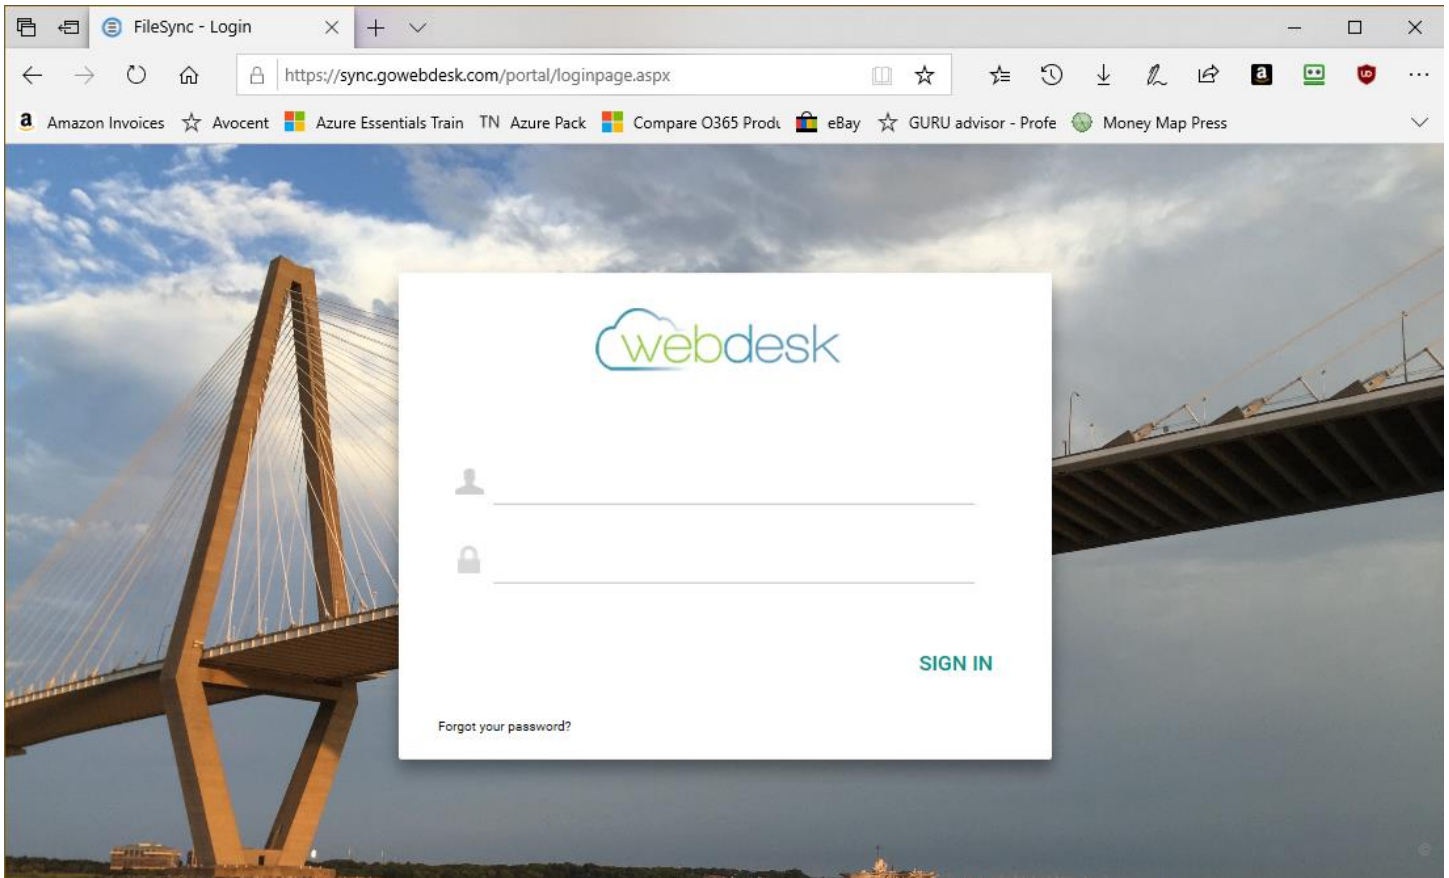 FileSync - Login
https://sync.gowebdesk.com/portal/loginpage.aspx
a
UD
a Amazon Invoices Avocent Azure Essentials Train TN Azure Pack Compare O365 Produ eBay GURU advisor - Profe Money Map Press
webdesk
SIGN IN
Forgot your password?
©